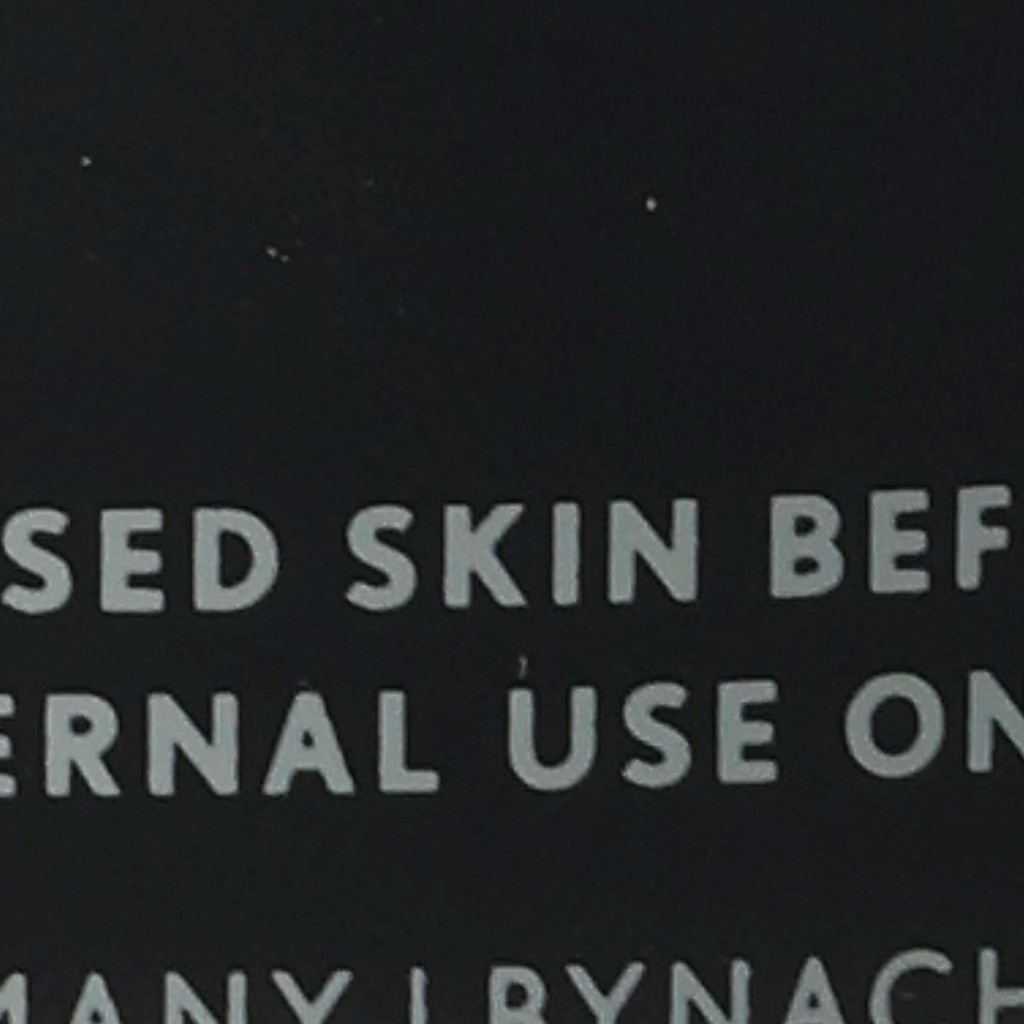 SED SKIN BEF
ERNAL USE ON
MANY | BYNACH